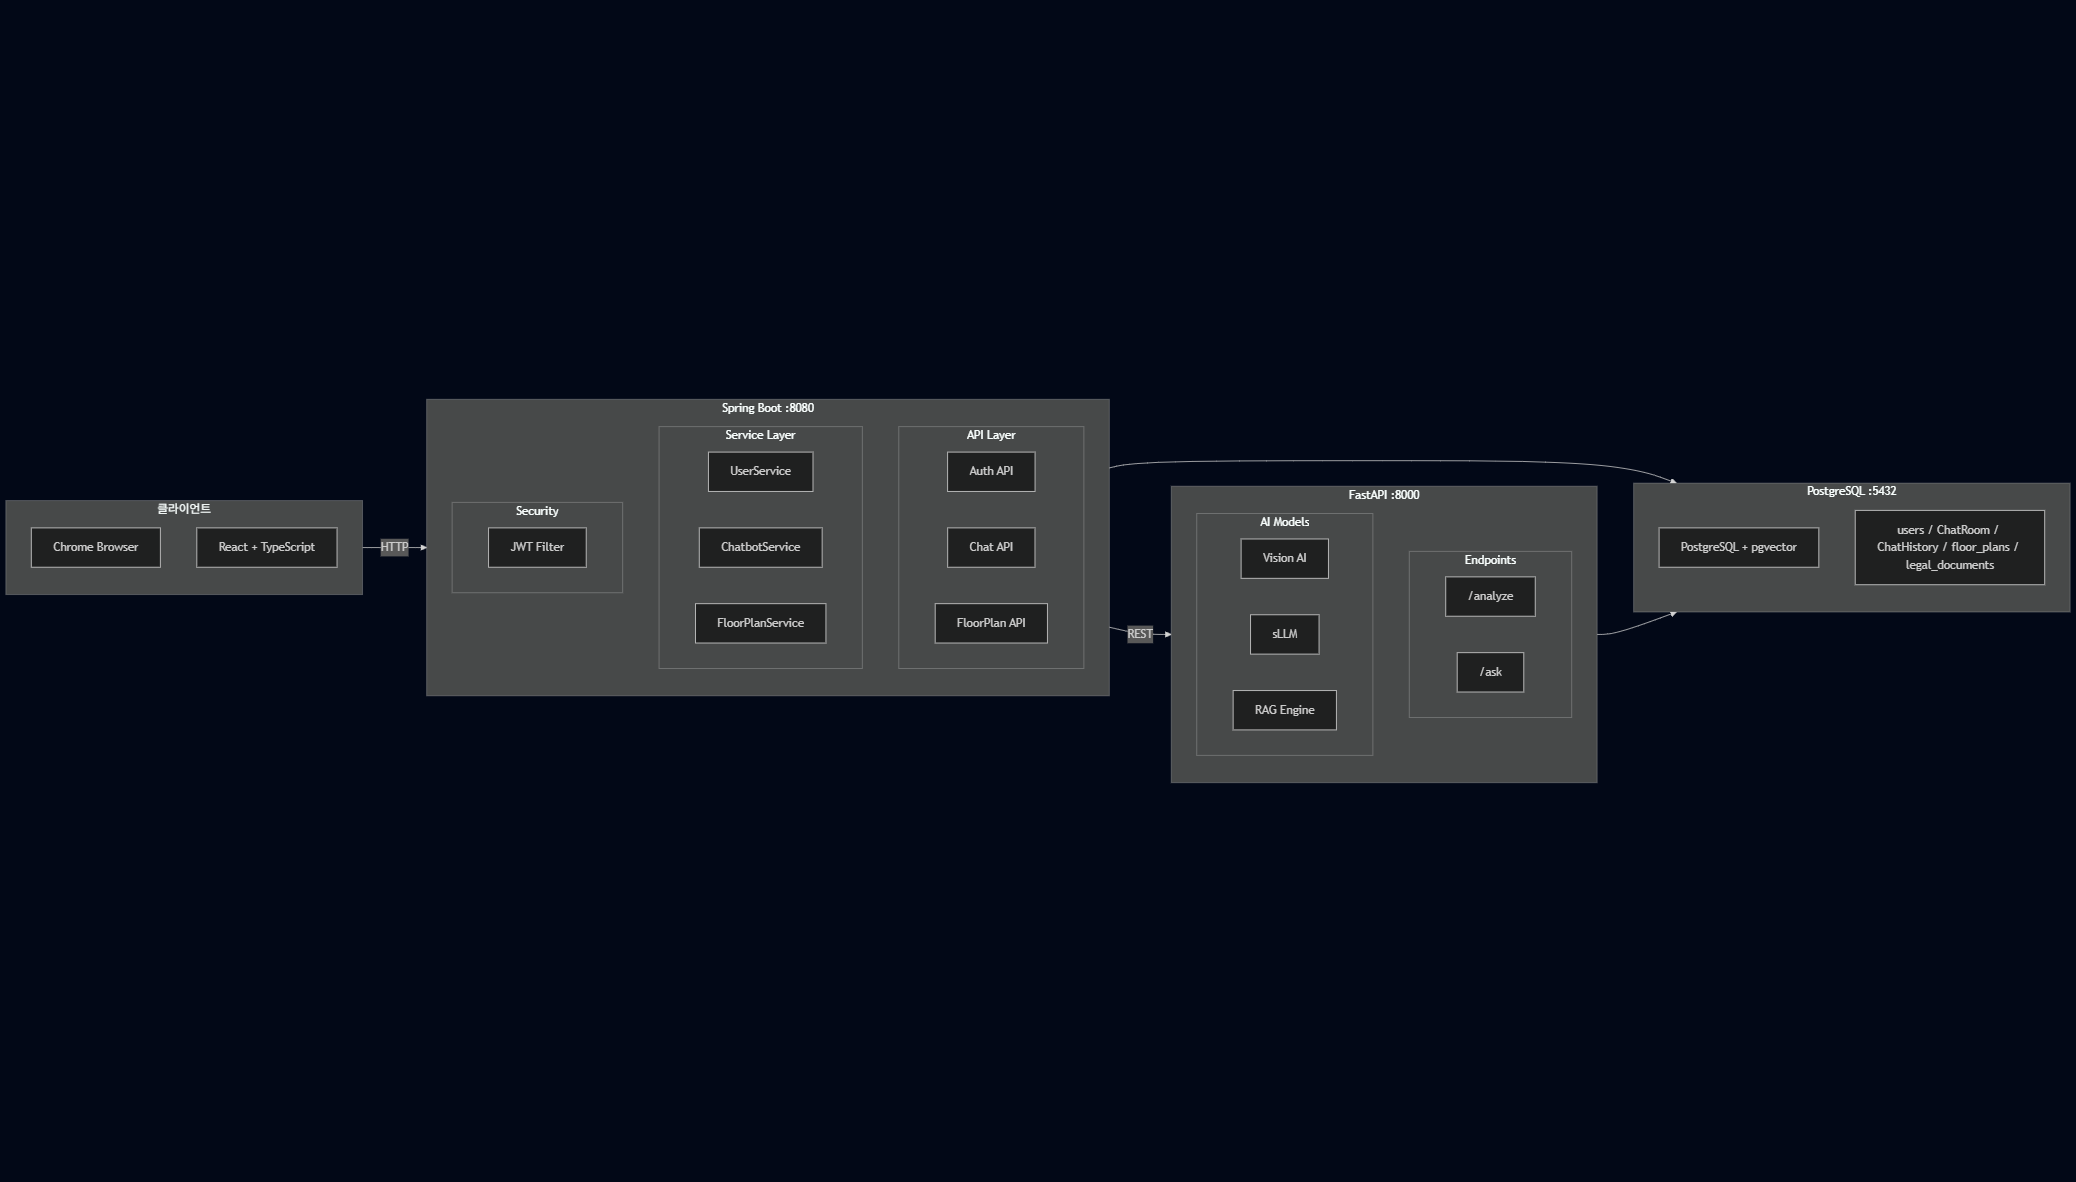 클라이언트
Chrome Browser
React + TypeScript
HTTP
Spring Boot :8080
Security
JWT Filter
Service Layer
UserService
ChatbotService
FloorPlanService
API Layer
Auth API
Chat API
FloorPlan API
REST
FastAPI :8000
AI Models
Vision AI
sLLM
RAG Engine
Endpoints
/analyze
/ask
PostgreSQL :5432
PostgreSQL + pgvector
users / ChatRoom /
ChatHistory / floor_plans /
legal_documents